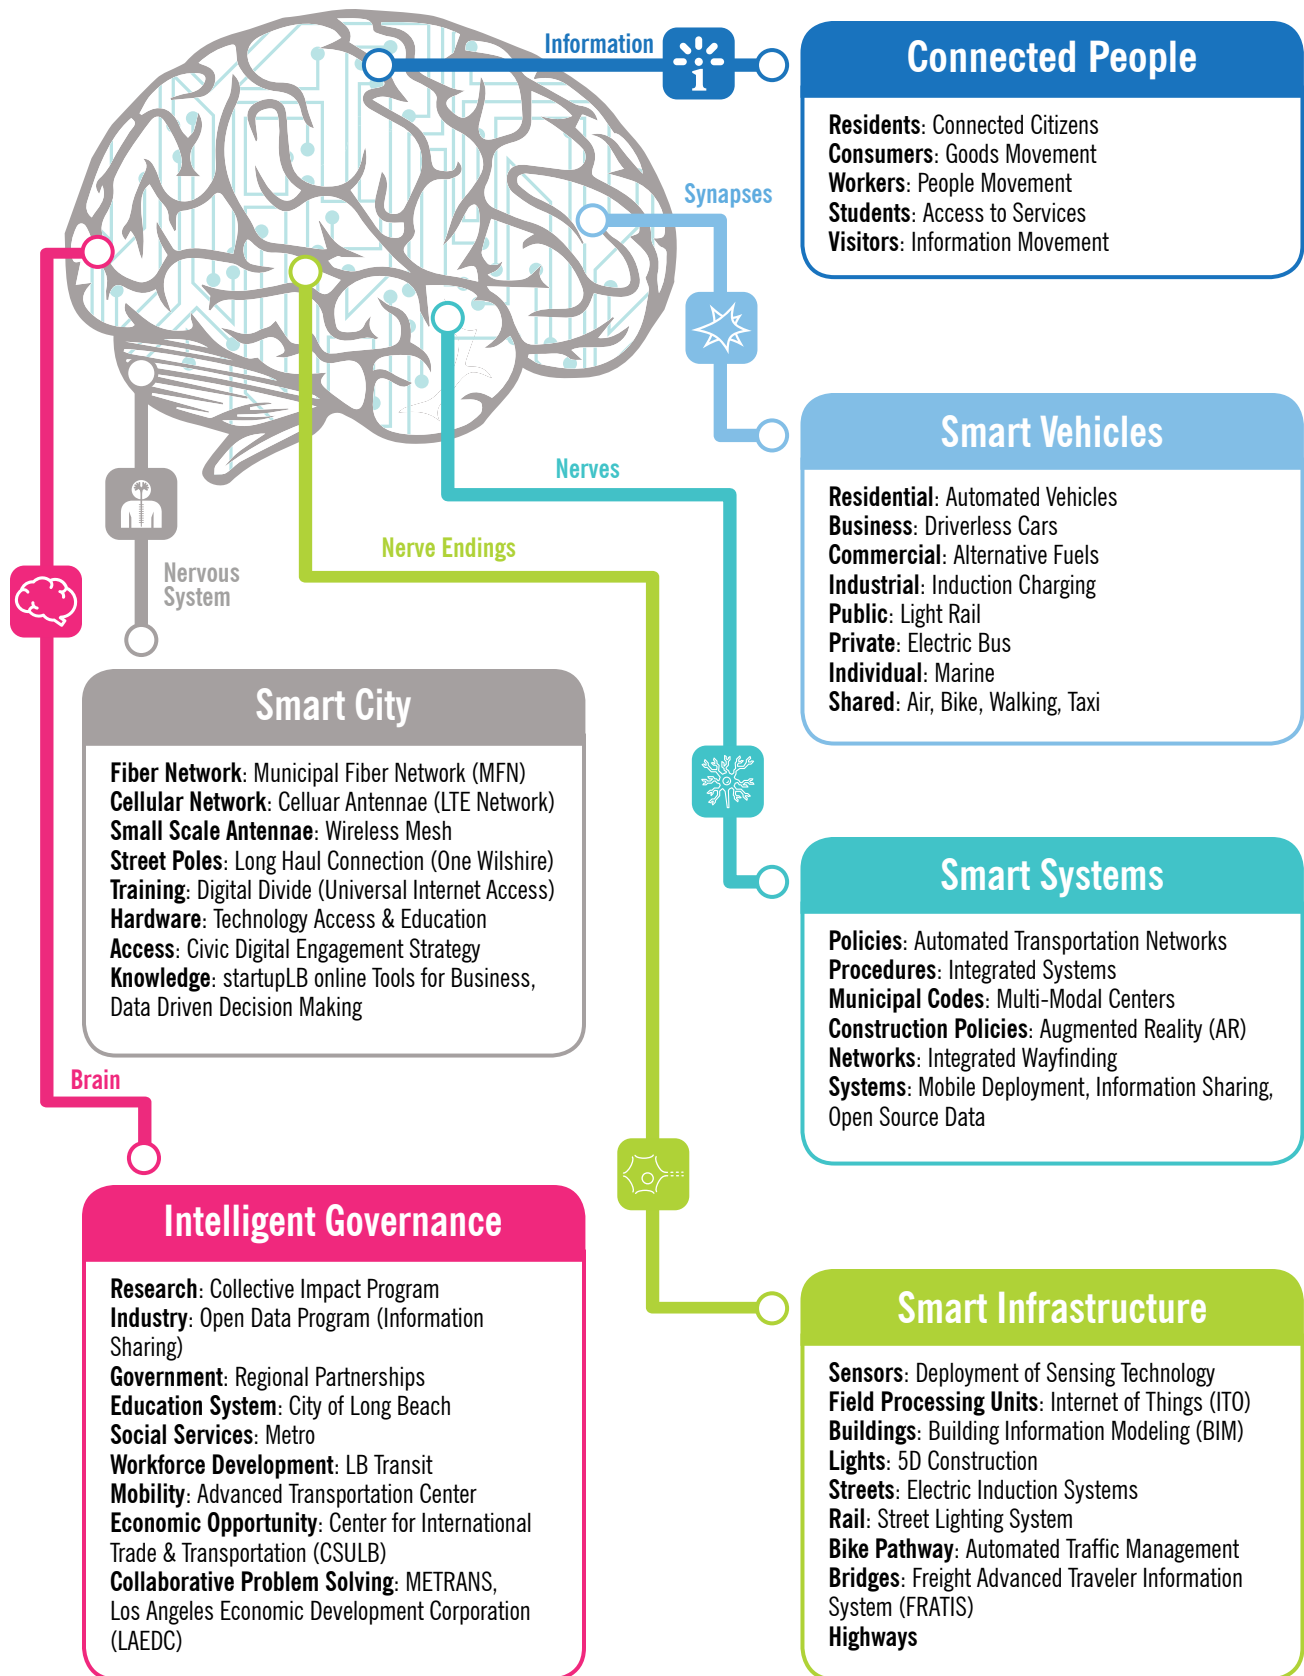 Information
Connected People
Residents: Connected Citizens
Consumers: Goods Movement
Workers: People Movement
Students: Access to Services
Visitors: Information Movement
Synapses
Smart Vehicles
Residential: Automated Vehicles
Business: Driverless Cars
Commercial: Alternative Fuels
Industrial: Induction Charging
Public: Light Rail
Private: Electric Bus
Individual: Marine
Shared: Air, Bike, Walking, Taxi
Nerves
Smart Systems
Policies: Automated Transportation Networks
Procedures: Integrated Systems
Municipal Codes: Multi-Modal Centers
Construction Policies: Augmented Reality (AR)
Networks: Integrated Wayfinding
Systems: Mobile Deployment, Information Sharing,
Open Source Data
Nerve Endings
Smart Infrastructure
Sensors: Deployment of Sensing Technology
Field Processing Units: Internet of Things (ITO)
Buildings: Building Information Modeling (BIM)
Lights: 5D Construction
Streets: Electric Induction Systems
Rail: Street Lighting System
Bike Pathway: Automated Traffic Management
Bridges: Freight Advanced Traveler Information
System (FRATIS)
Highways
Nervous
System
Smart City
Fiber Network: Municipal Fiber Network (MFN)
Cellular Network: Celluar Antennae (LTE Network)
Small Scale Antennae: Wireless Mesh
Street Poles: Long Haul Connection (One Wilshire)
Training: Digital Divide (Universal Internet Access)
Hardware: Technology Access & Education
Access: Civic Digital Engagement Strategy
Knowledge: startupLB online Tools for Business,
Data Driven Decision Making
Brain
Intelligent Governance
Research: Collective Impact Program
Industry: Open Data Program (Information
Sharing)
Government: Regional Partnerships
Education System: City of Long Beach
Social Services: Metro
Workforce Development: LB Transit
Mobility: Advanced Transportation Center
Economic Opportunity: Center for International
Trade & Transportation (CSULB)
Collaborative Problem Solving: METRANS,
Los Angeles Economic Development Corporation
(LAEDC)